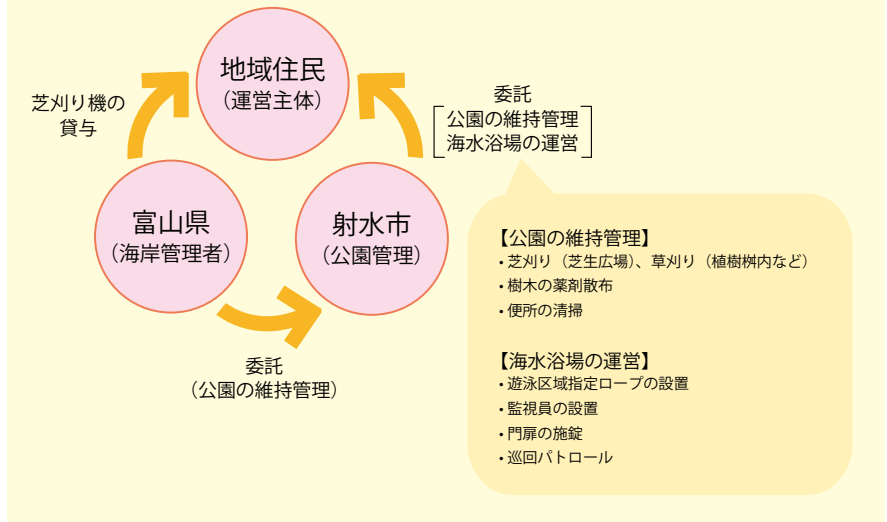 地域住民
（運営主体）
芝刈り機の
貸与
委託
公園の維持管理
海水浴場の運営
富山県
（海岸管理者）
射水市
（公園管理）
委託
（公園の維持管理）
【公園の維持管理】
・芝刈り（芝生広場）、草刈り（植樹桝内など）
・樹木の薬剤散布
・便所の清掃
【海水浴場の運営】
・遊泳区域指定ロープの設置
・監視員の設置
・門扉の施錠
・巡回パトロール